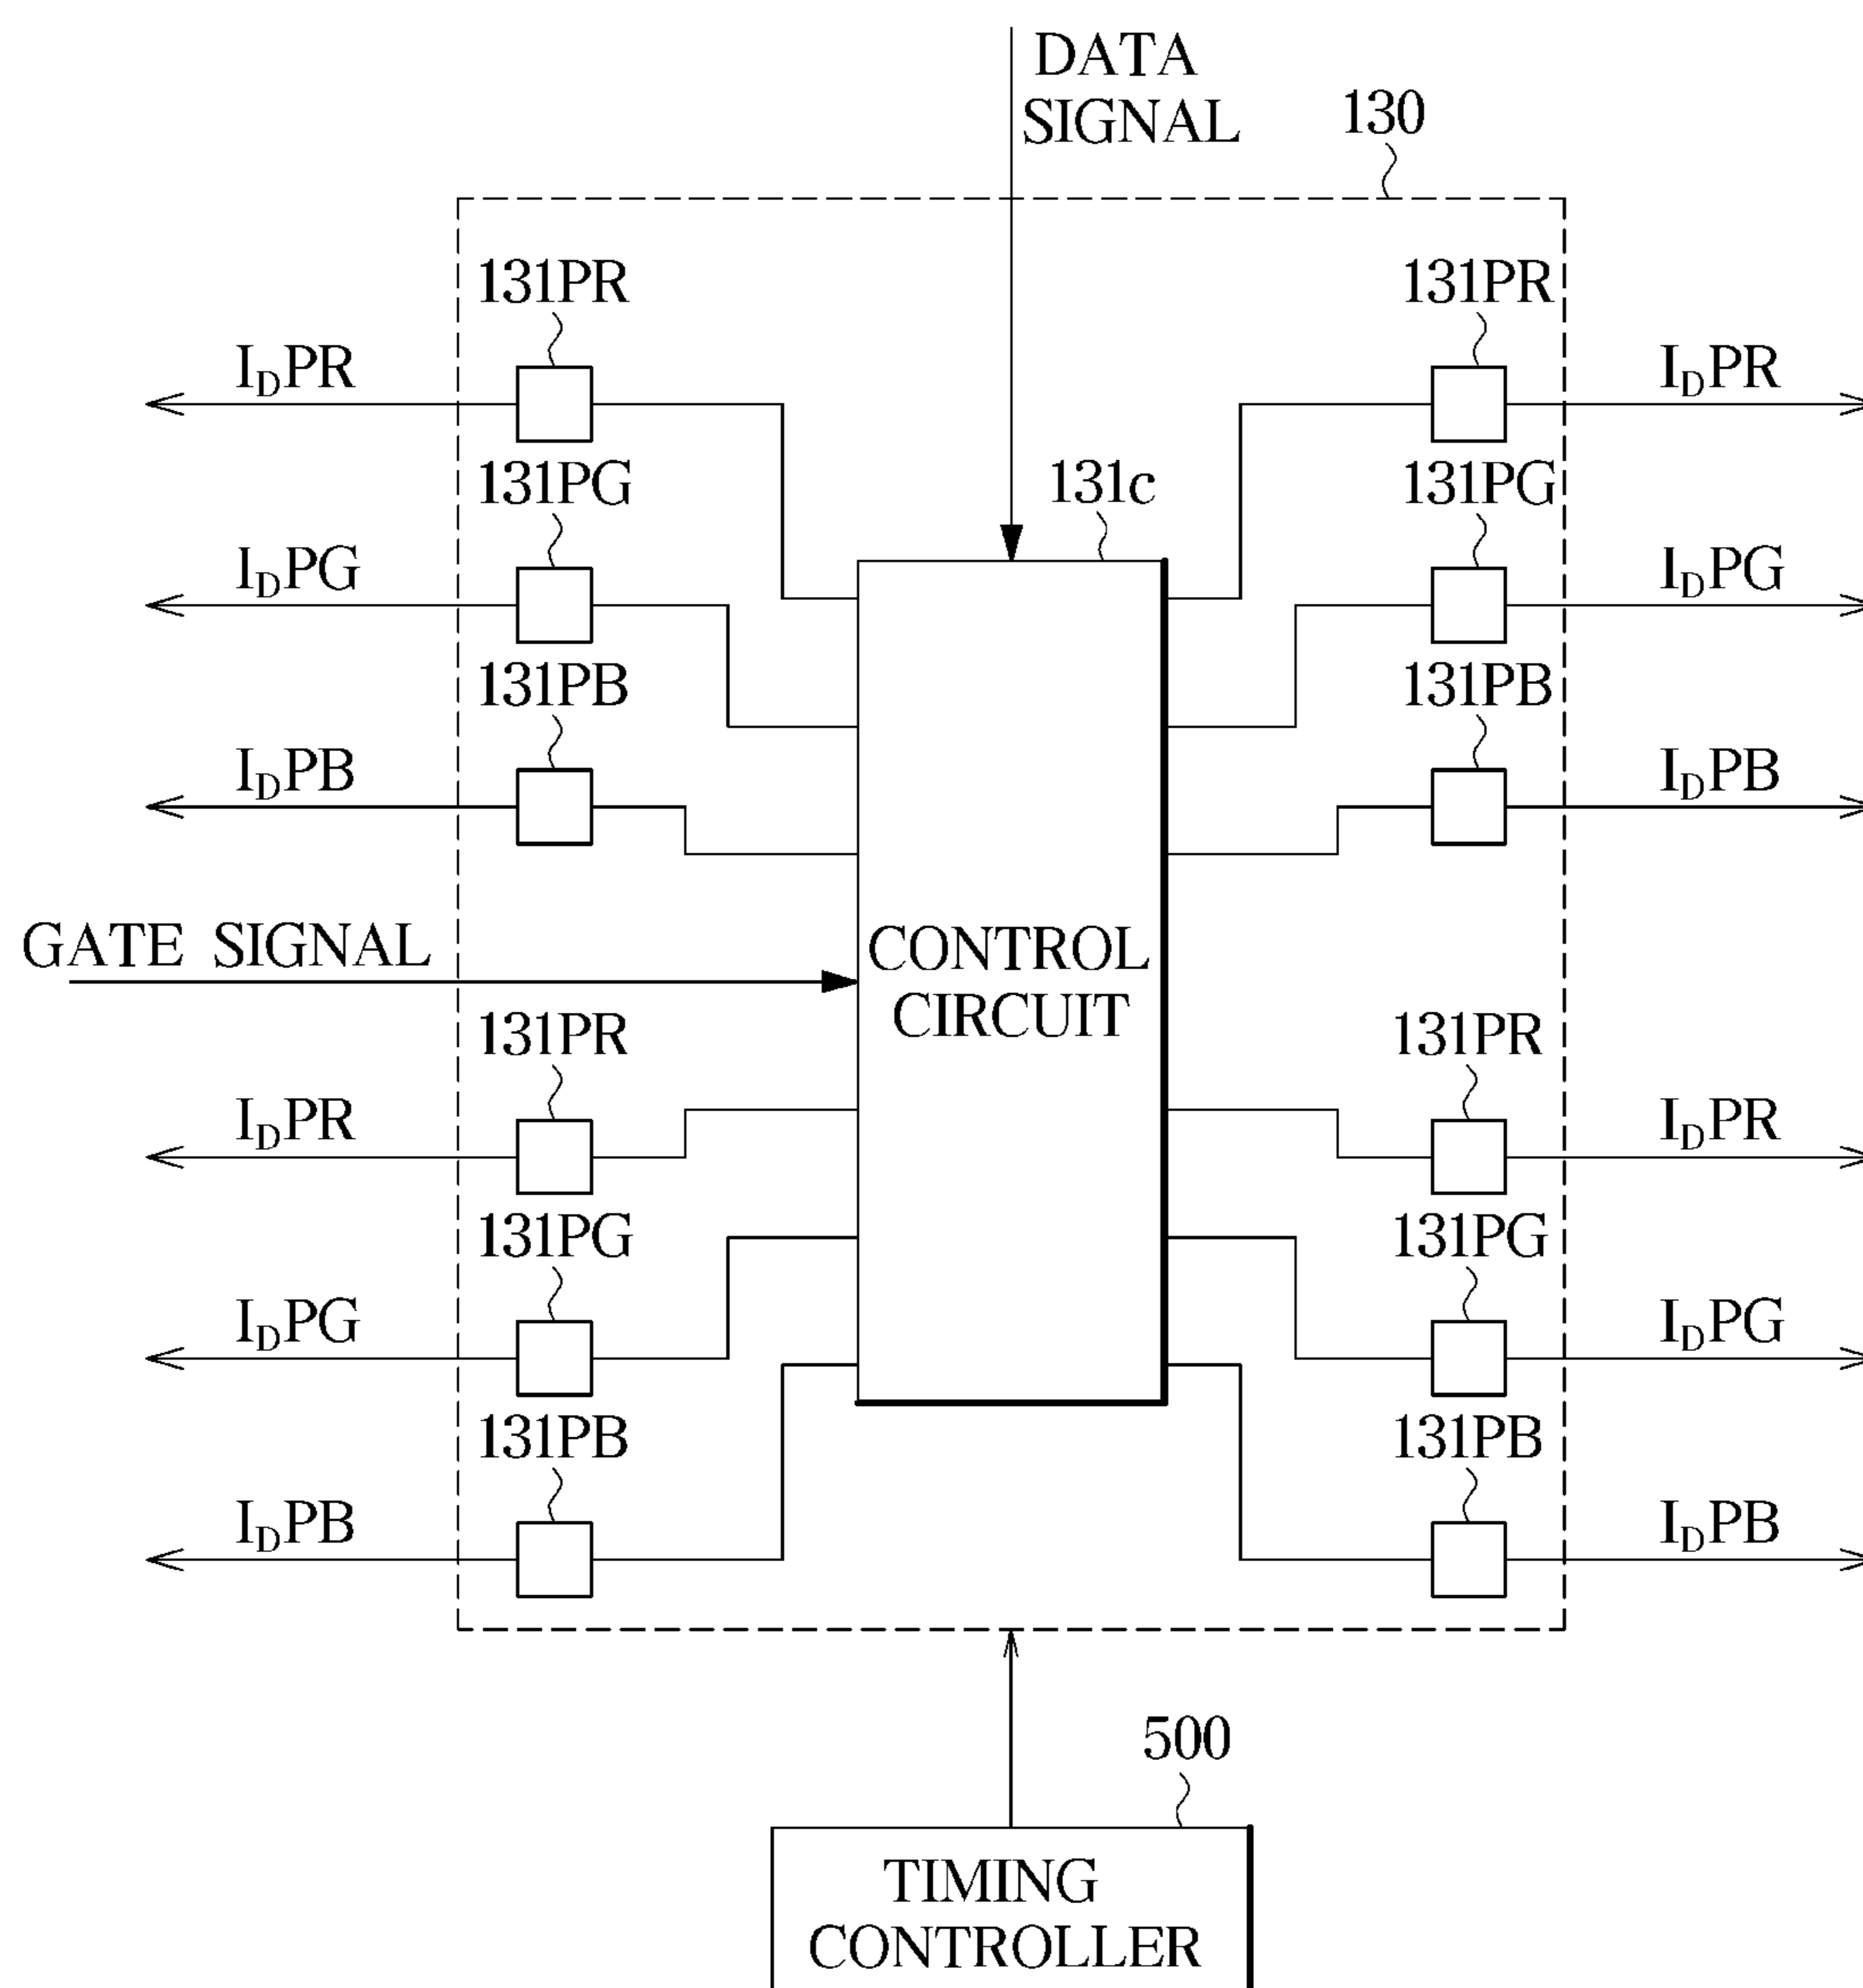 DATA
SIGNAL
130
131PR
131PR
IDPR
IDPR
131PG
131c
131PG
IDPG
IDPG
131PB
131PB
IDPB
IDPB
GATE SIGNAL
CONTROL
CIRCUIT
131PR
131PR
IDPR
IDPR
131PG
131PG
IDPG
IDPG
131PB
131PB
IDPB
IDPB
500
TIMING
CONTROLLER